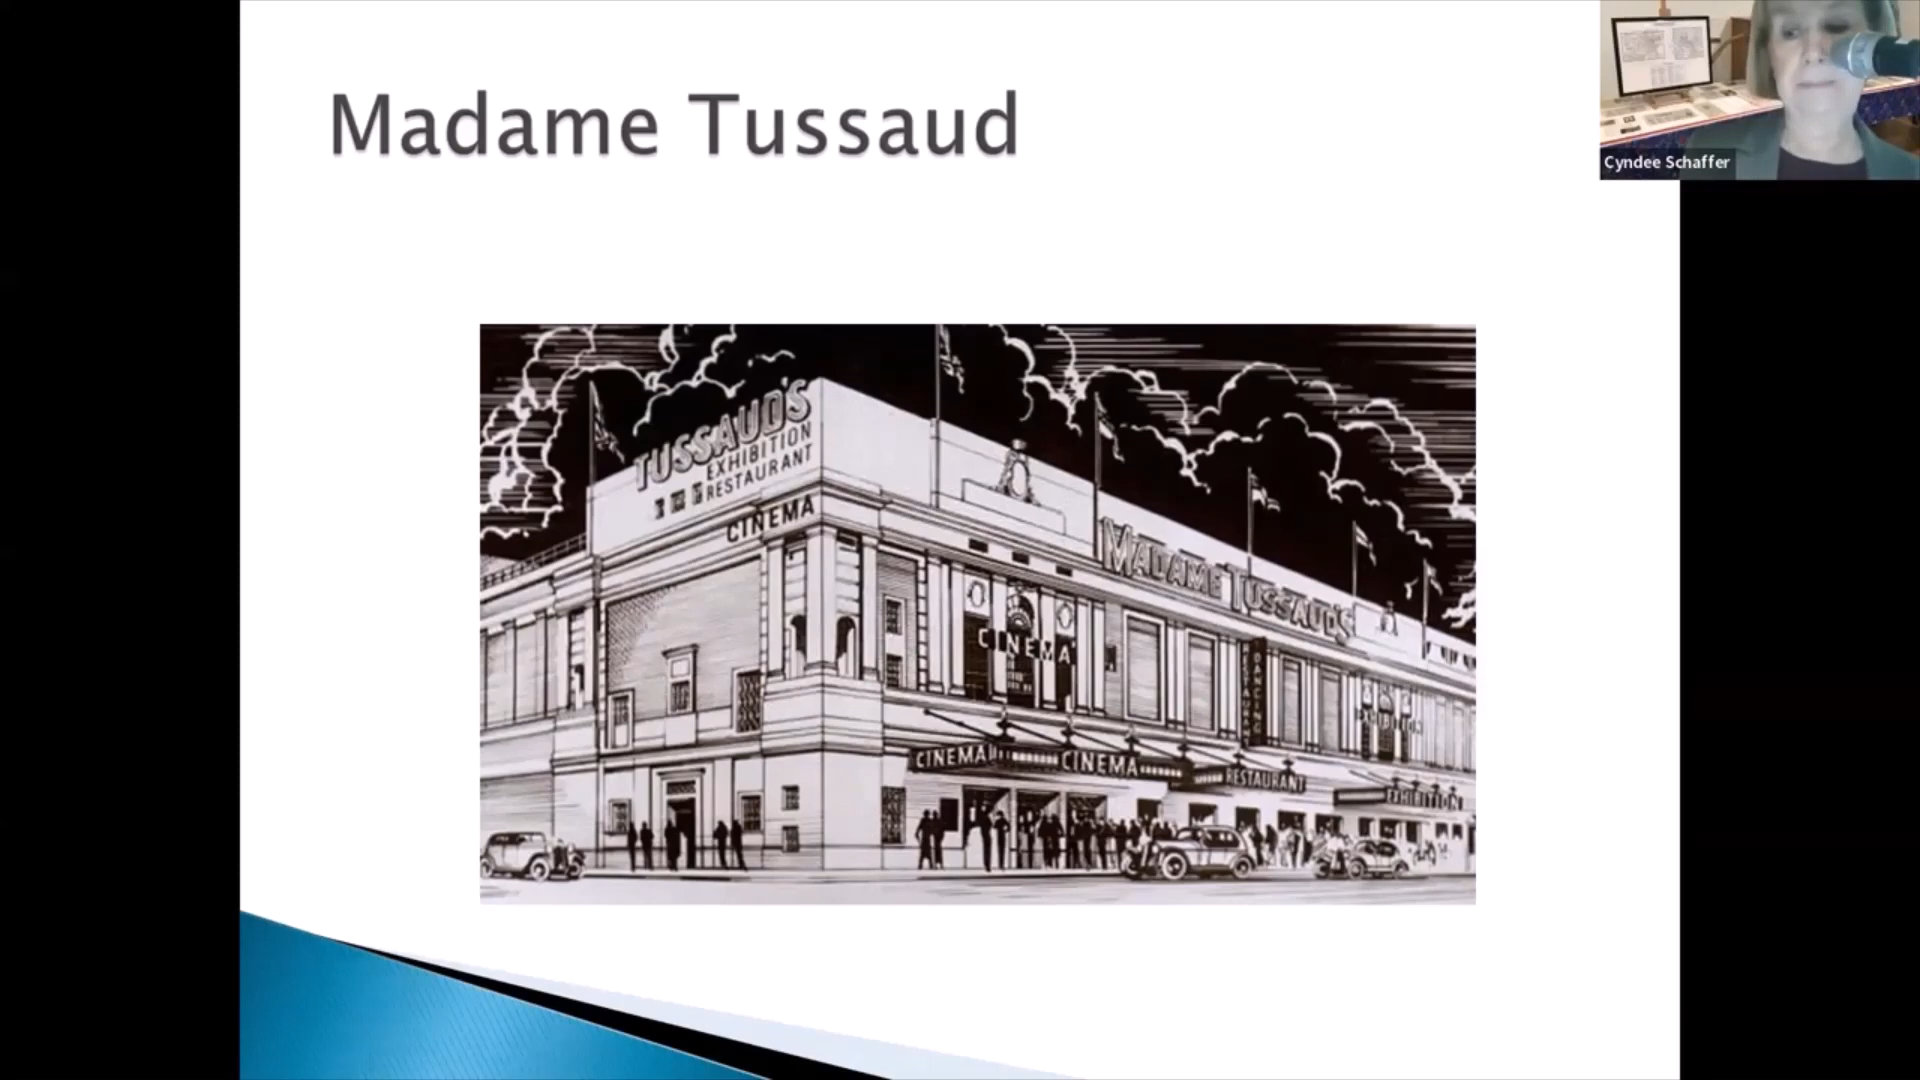 Madame Tussaud
Cyndee Schaffer
TUSSAUD'S
EXHIBITION
RESTAURANT
CINEMA
MADAME TUSSAUD'S
CINEMA
RESTAURANT
DANCING
EXHIBITION
CINEMA
CINEMA
RESTAURANT
EXHIBITION